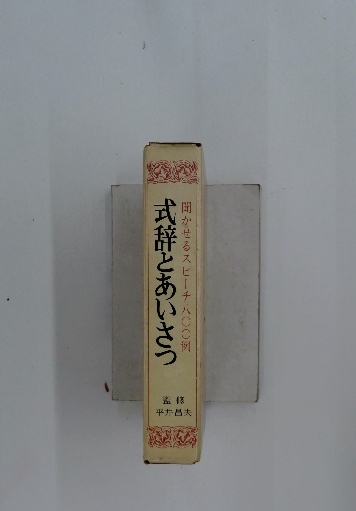 聞かせるスピーチ八〇〇例
式辞とあいさつ
監修
平井昌夫